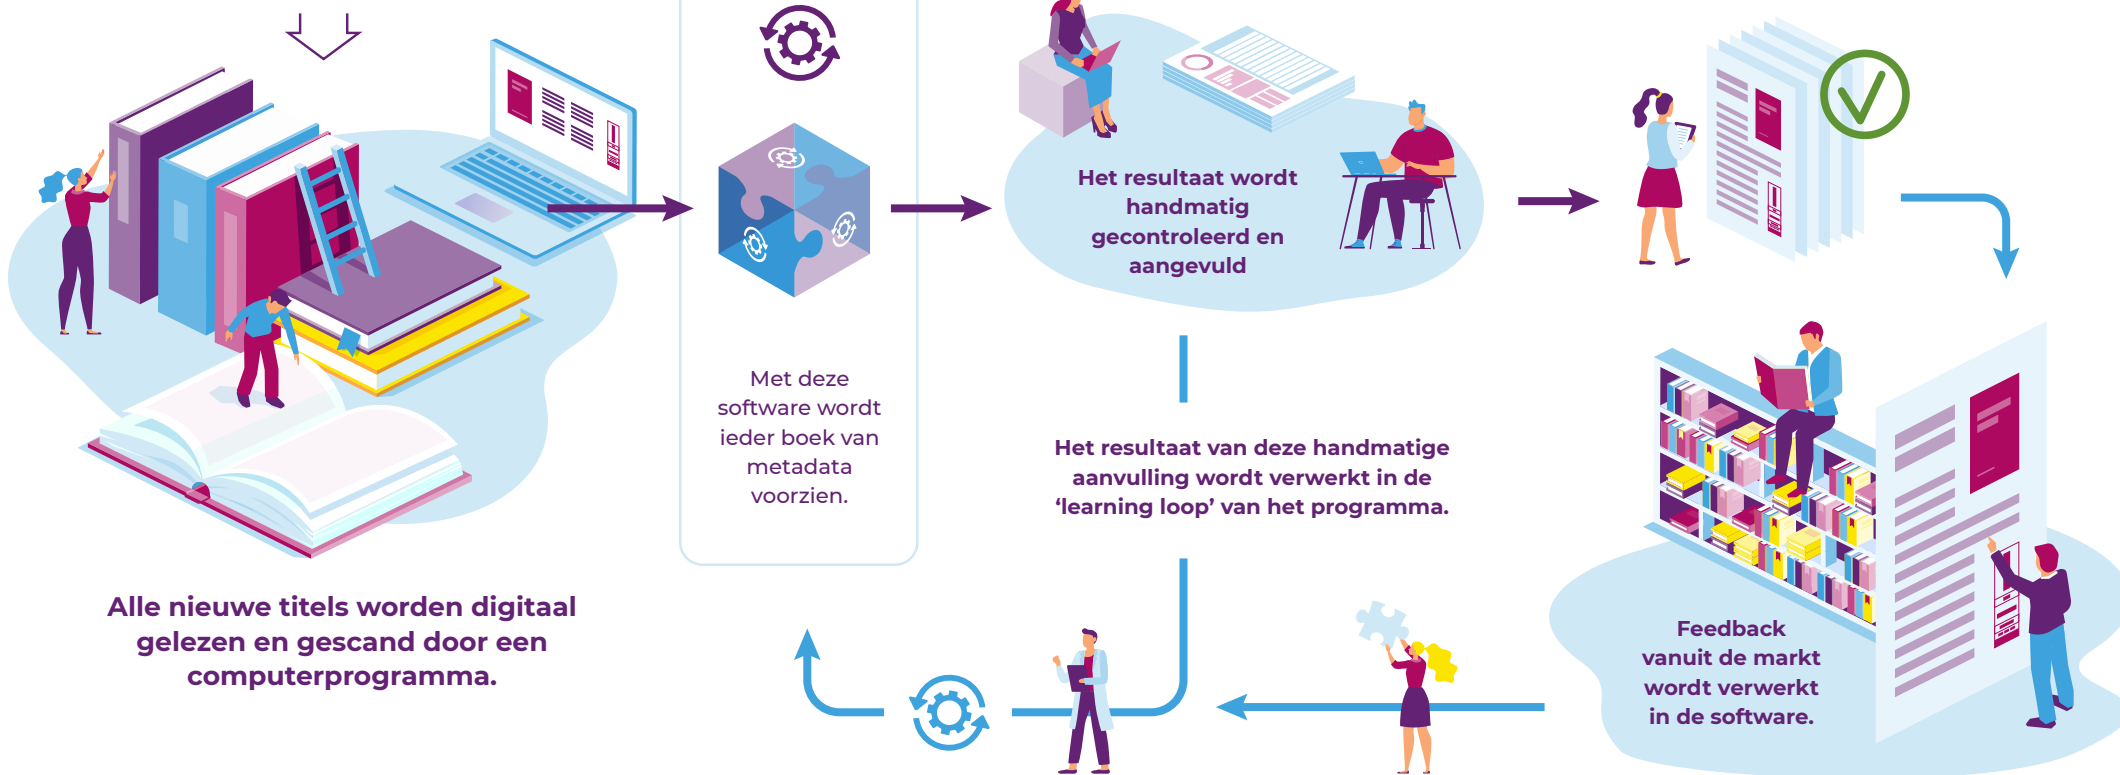 Alle nieuwe titels worden digitaal
gelezen en gescand door een
computerprogramma.
Met deze
software wordt
ieder boek van
metadata
voorzien.
Het resultaat wordt
handmatig
gecontroleerd en
aangevuld
Het resultaat van deze handmatige
aanvulling wordt verwerkt in de
‘learning loop’ van het programma.
Feedback
vanuit de markt
wordt verwerkt
in de software.